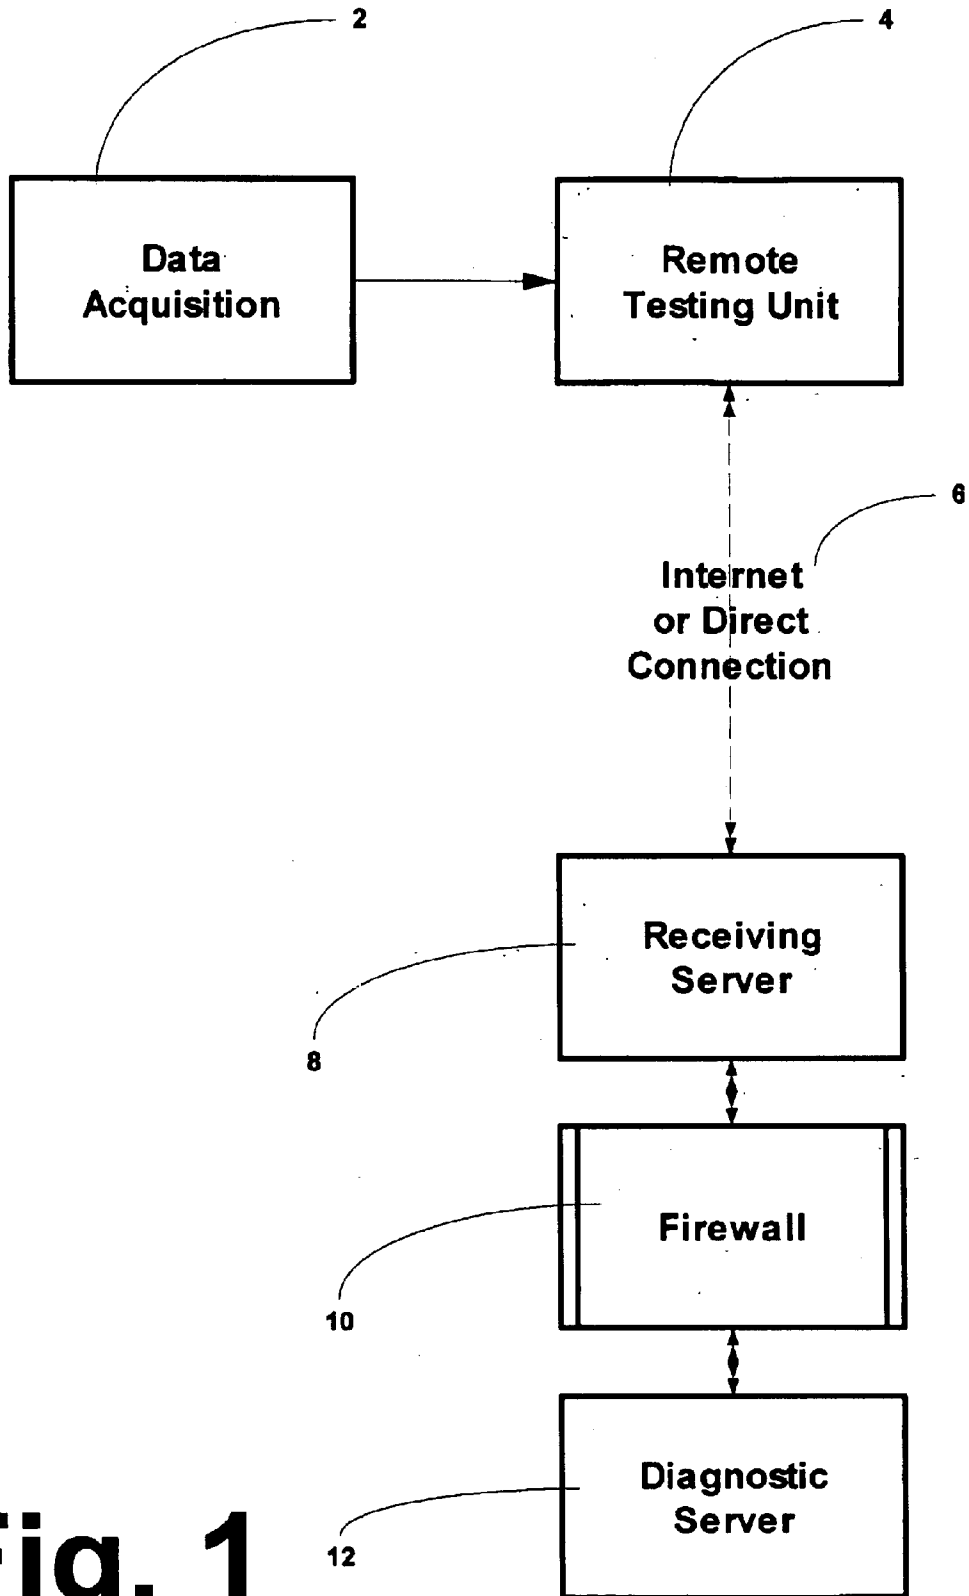 2
4
Data
Acquisition
Remote
Testing Unit
6
Internet
or Direct
Connection
Receiving
Server
8
Firewall
10
Diagnostic
Server
12
Fig. 1